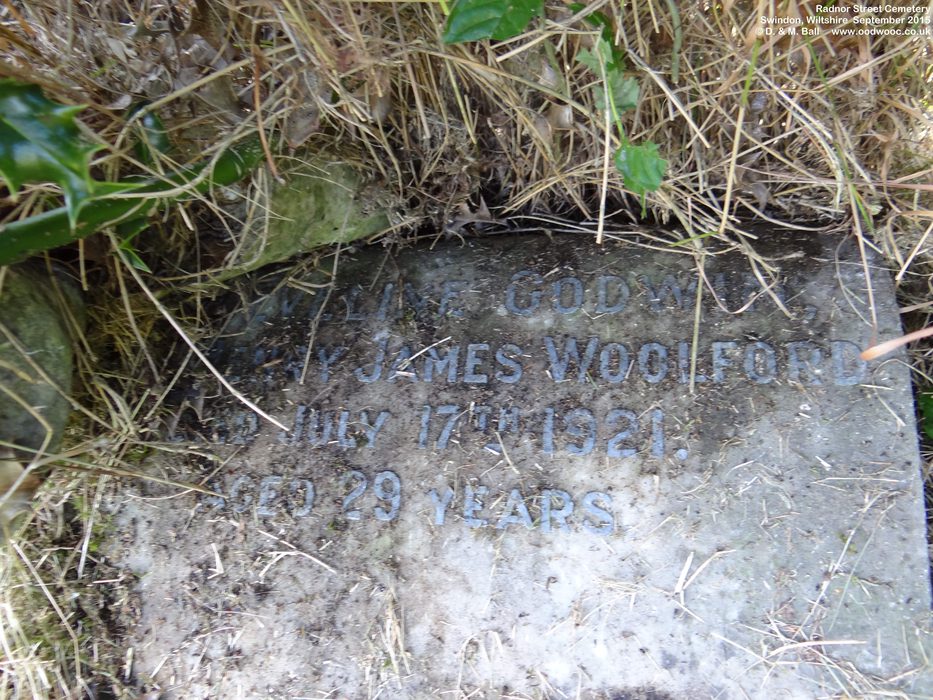 Radnor Street Cemetery
Swindon, Wiltshire September 2015
© D. & M. Ball www.oodwooc.co.uk
GODWIN,
JAMES WOOLFORD
JULY 17TH 1921.
AGED 29 YEARS